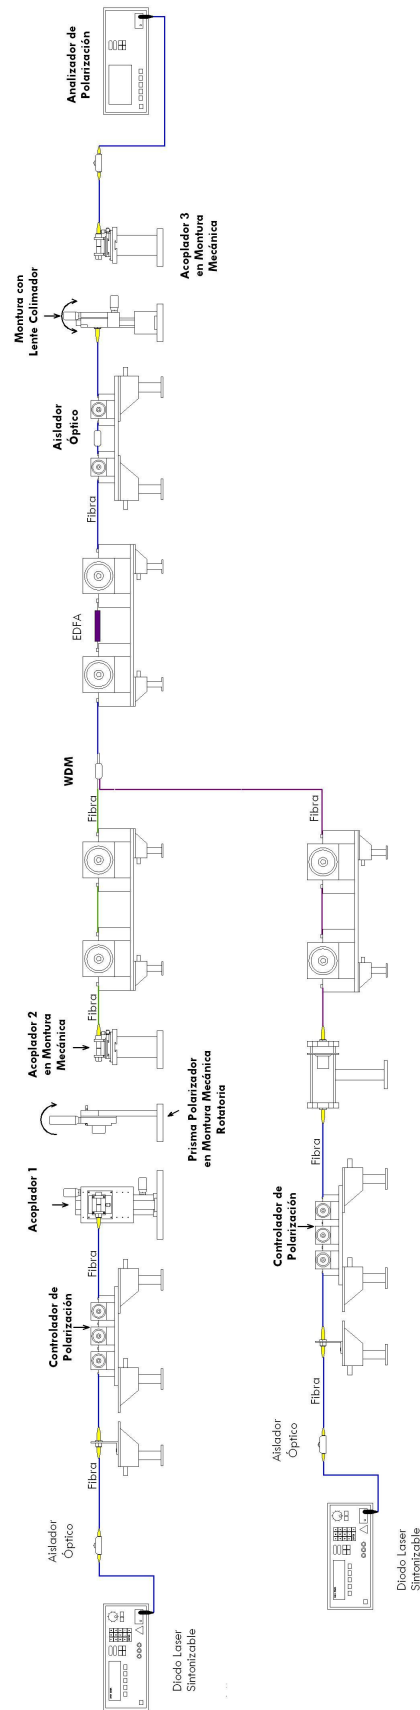 Analizador de
Polarización
Acoplador 3
en Montura
Mecánica
Montura con
Lente Colimador
Aislador
Óptico
Fibra
EDFA
WDM
Fibra
Fibra
Fibra
Acoplador 2
en Montura
Mecánica
Prisma Polarizador
en Montura Mecánica
Rotatoria
Acoplador 1
Fibra
Controlador de
Polarización
Controlador de
Polarización
Fibra
Fibra
Fibra
Aislador
Óptico
Aislador
Óptico
Diodo Laser
Sintonizable
Diodo Laser
Sintonizable